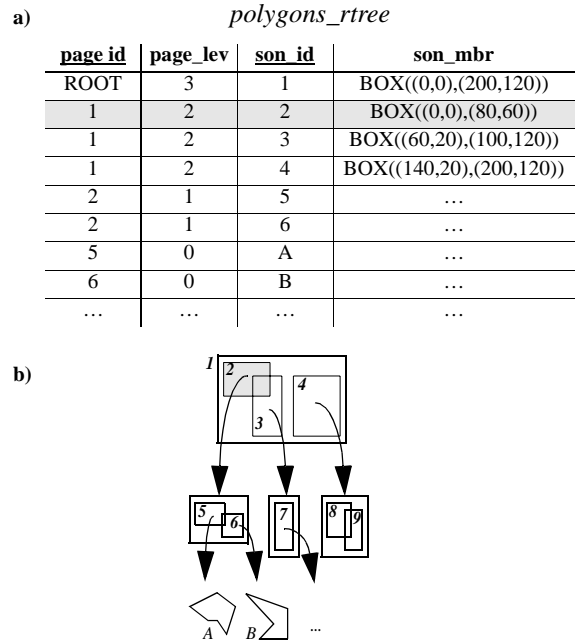 a)
polygons_rtree
page id page_lev son_id son_mbr
ROOT 3 1 BOX((0,0),(200,120))
1 2 2 BOX((0,0),(80,60))
1 2 3 BOX((60,20),(100,120))
1 2 4 BOX((140,20),(200,120))
2 1 5 …
2 1 6 …
5 0 A …
6 0 B …
… … … …
b)
1
2
4
3
5
6
7
8
9
A
B
...